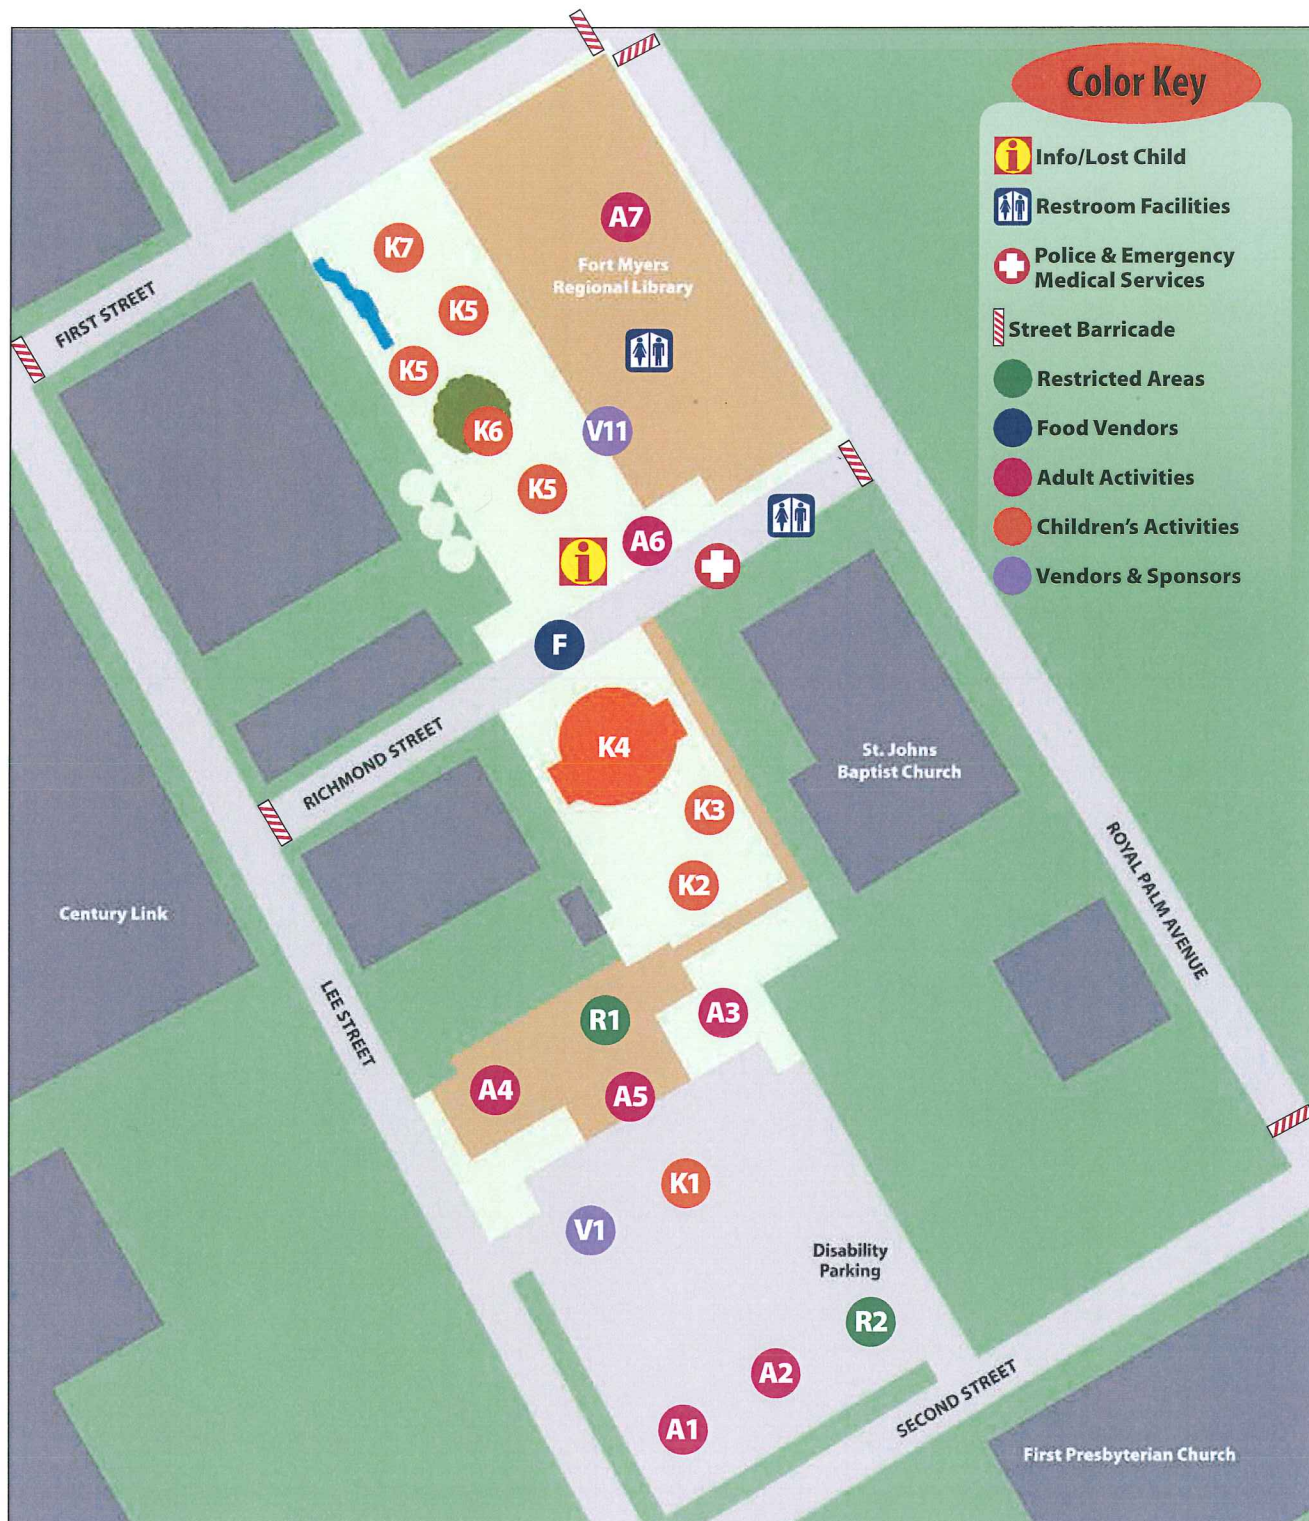 Color Key
Info/Lost Child
Restroom Facilities
Police & Emergency
Medical Services
Street Barricade
Restricted Areas
Food Vendors
Adult Activities
Children's Activities
Vendors & Sponsors
A7
Fort Myers
Regional Library
K7
K5
FIRST STREET
K5
K6
V11
K5
A6
i
F
K4
RICHMOND STREET
St. Johns
Baptist Church
K3
K2
ROYAL PALM AVENUE
Century Link
LEE STREET
R1
A3
A4
A5
K1
V1
Disability
Parking
R2
A2
A1
SECOND STREET
First Presbyterian Church
i